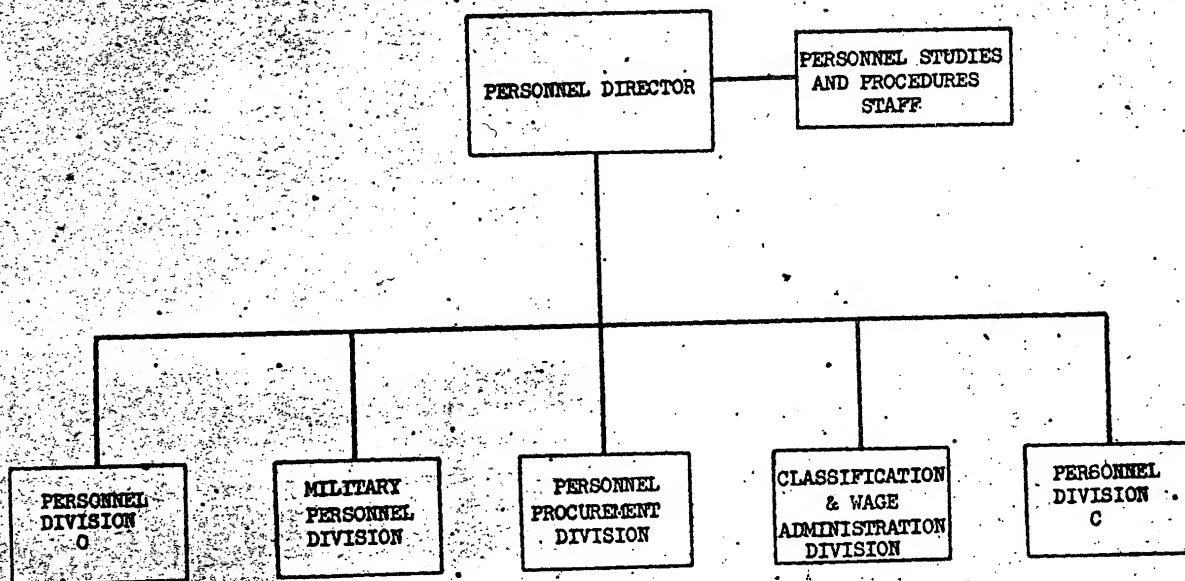 PERSONNEL DIRECTOR
PERSONNEL STUDIES
AND PROCEDURES
STAFF
PERSONNEL
DIVISION
O
MILITARY
PERSONNEL
DIVISION
PERSONNEL
PROCUREMENT
DIVISION
CLASSIFICATION
& WAGE
ADMINISTRATION
DIVISION
PERSONNEL
DIVISION
C